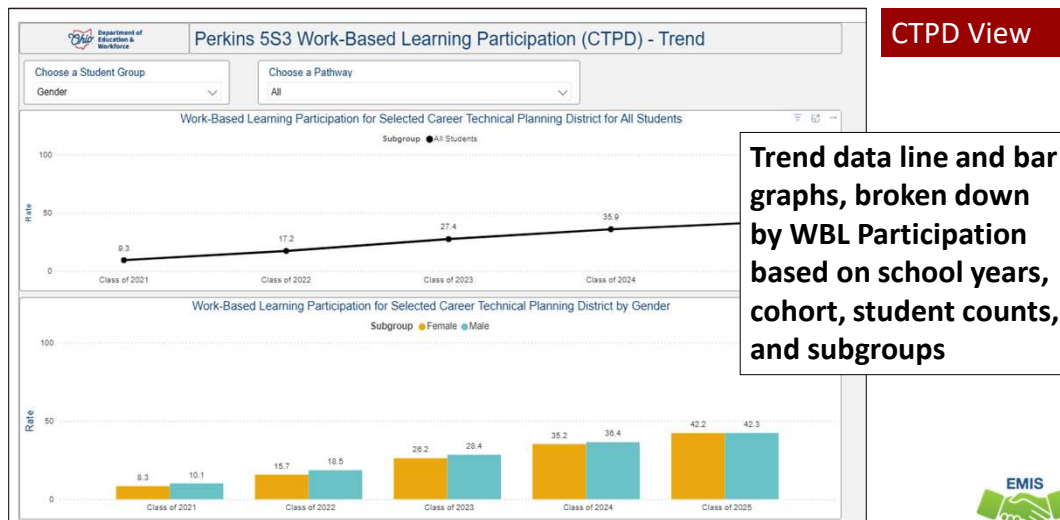 Ohio
Department of
Education &
Workforce
Perkins 5S3 Work-Based Learning Participation (CTPD) - Trend
CTPD View
Choose a Student Group
Gender
Choose a Pathway
All
Work-Based Learning Participation for Selected Career Technical Planning District for All Students
Subgroup All Students
100
Rate
50
0
9.3
17.2
27.4
35.9
Class of 2021
Class of 2022
Class of 2023
Class of 2024
Trend data line and bar
graphs, broken down
by WBL Participation
based on school years,
cohort, student counts,
and subgroups
Work-Based Learning Participation for Selected Career Technical Planning District by Gender
Subgroup Female Male
100
Rate
50
0
8.3
10.1
15.7
18.5
26.2
28.4
35.2
36.4
42.2
42.3
Class of 2021
Class of 2022
Class of 2023
Class of 2024
Class of 2025
EMIS